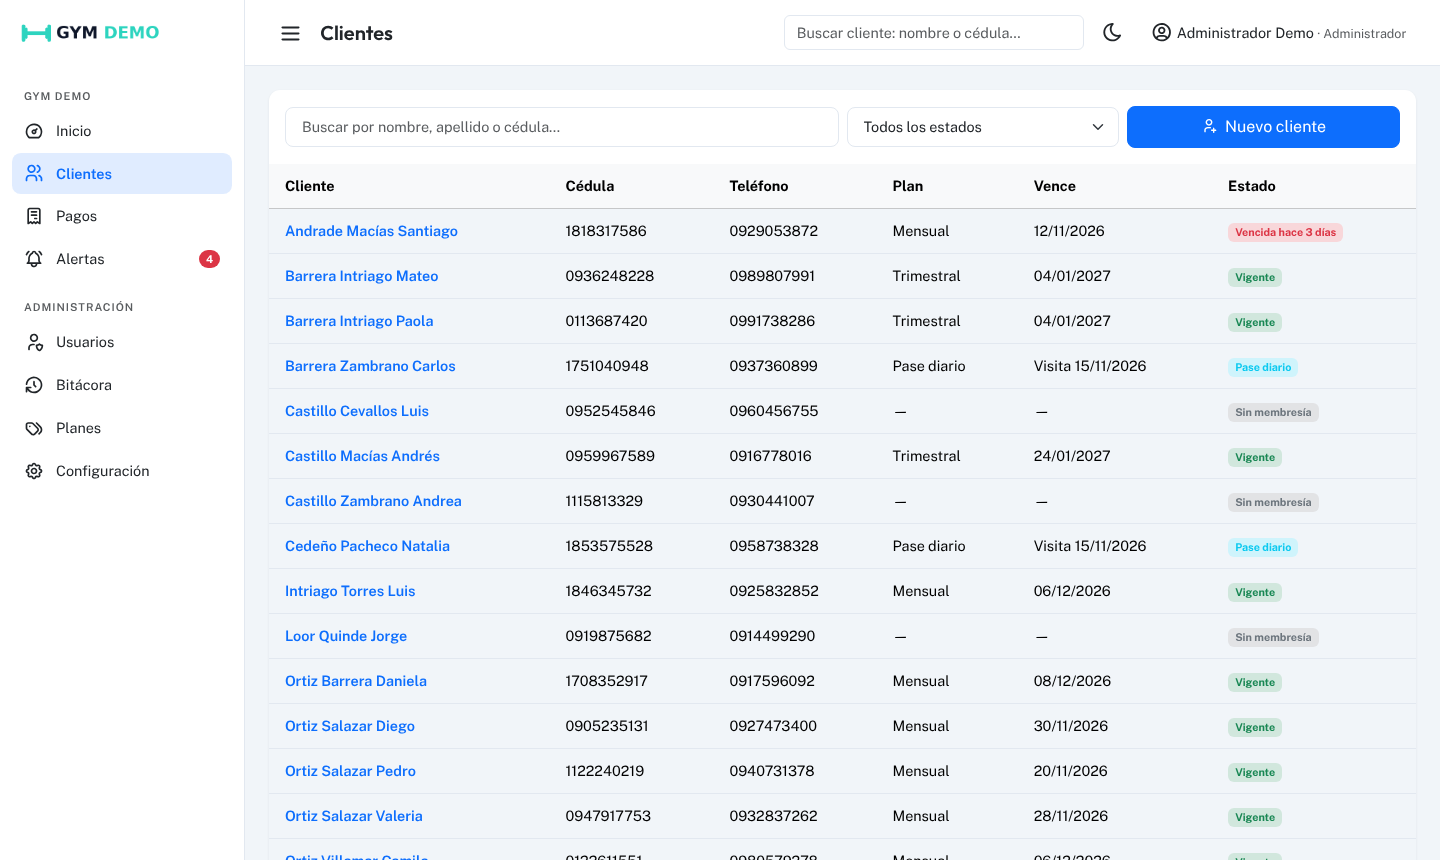 GYM DEMO
Clientes
Buscar cliente: nombre o cédula...
Administrador Demo · Administrador
GYM DEMO
Inicio
Clientes
Pagos
Alertas 4
ADMINISTRACIÓN
Usuarios
Bitácora
Planes
Configuración
Buscar por nombre, apellido o cédula...
Todos los estados
Nuevo cliente
Cliente Cédula Teléfono Plan Vence Estado
Andrade Macías Santiago 1818317586 0929053872 Mensual 12/11/2026 Vencida hace 3 días
Barrera Intriago Mateo 0936248228 0989807991 Trimestral 04/01/2027 Vigente
Barrera Intriago Paola 0113687420 0991738286 Trimestral 04/01/2027 Vigente
Barrera Zambrano Carlos 1751040948 0937360899 Pase diario Visita 15/11/2026 Pase diario
Castillo Cevallos Luis 0952545846 0960456755 — — Sin membresía
Castillo Macías Andrés 0959967589 0916778016 Trimestral 24/01/2027 Vigente
Castillo Zambrano Andrea 1115813329 0930441007 — — Sin membresía
Cedeño Pacheco Natalia 1853575528 0958738328 Pase diario Visita 15/11/2026 Pase diario
Intriago Torres Luis 1846345732 0925832852 Mensual 06/12/2026 Vigente
Loor Quinde Jorge 0919875682 0914499290 — — Sin membresía
Ortiz Barrera Daniela 1708352917 0917596092 Mensual 08/12/2026 Vigente
Ortiz Salazar Diego 0905235131 0927473400 Mensual 30/11/2026 Vigente
Ortiz Salazar Pedro 1122240219 0940731378 Mensual 20/11/2026 Vigente
Ortiz Salazar Valeria 0947917753 0932837262 Mensual 28/11/2026 Vigente